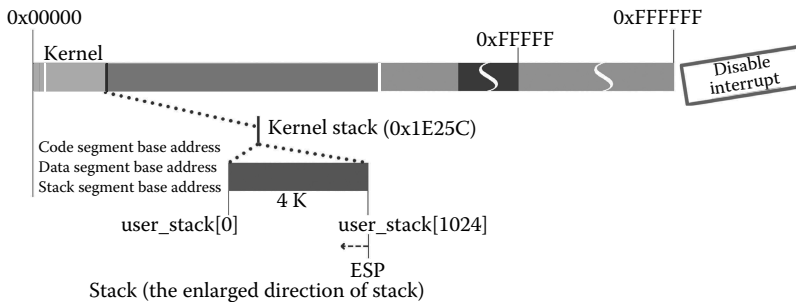 0x00000
0xFFFFFF
0xFFFFF
Kernel
Disable
interrupt
Kernel stack (0x1E25C)
Code segment base address
Data segment base address
Stack segment base address
4 K
user_stack[0]
user_stack[1024]
ESP
Stack (the enlarged direction of stack)